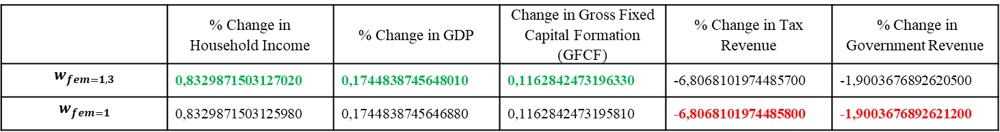 % Change in Household Income
% Change in GDP
Change in Gross Fixed Capital Formation (GFCF)
% Change in Tax Revenue
% Change in Government Revenue
w_fem=1,3 0,8329871503127020 0,1744838745648010 0,1162842473196330 -6,8068101974485700 -1,9003676892620500
w_fem=1 0,8329871503125980 0,1744838745646880 0,1162842473195810 -6,8068101974485800 -1,9003676892621200